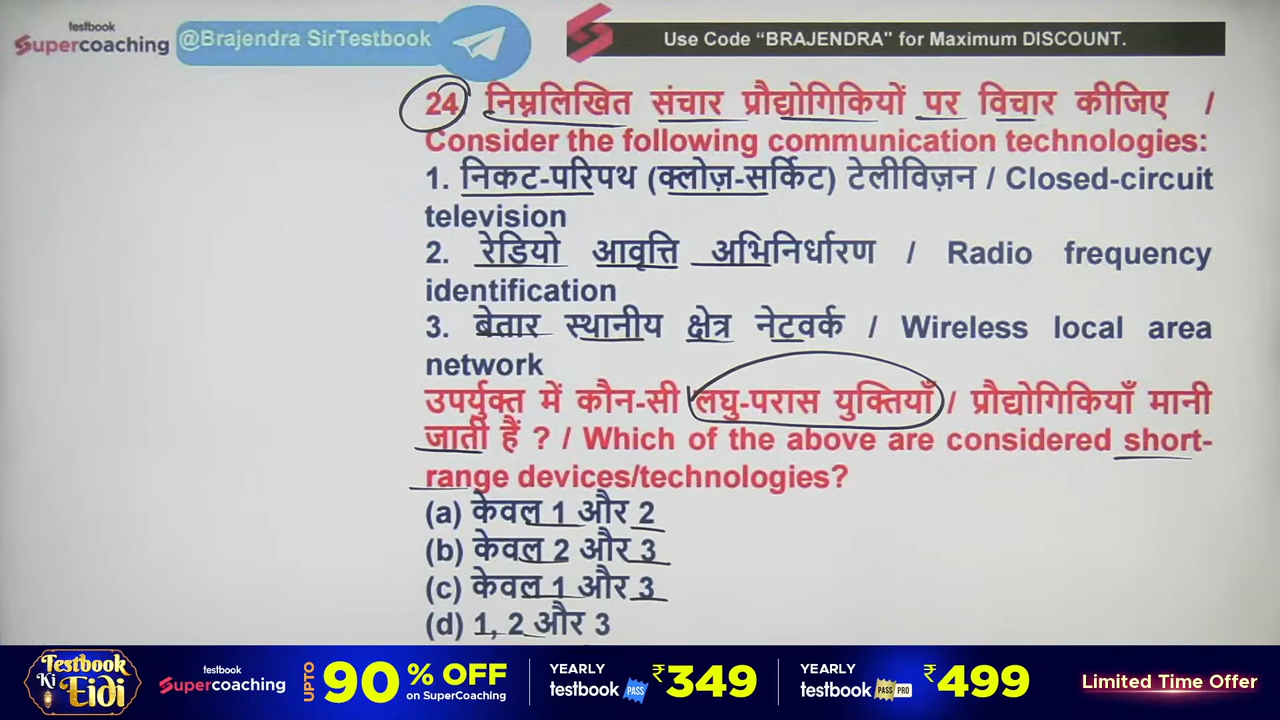 testbook
Supercoaching
@Brajendra SirTestbook
Use Code “BRAJENDRA" for Maximum DISCOUNT.
24 निम्नलिखित संचार प्रौद्योगिकियों पर विचार कीजिए /
Consider the following communication technologies:
1. निकट-परिपथ (क्लोज़-सर्किट) टेलीविज़न / Closed-circuit
television
2. रेडियो आवृत्ति अभिनिर्धारण / Radio frequency
identification
3. बेतार स्थानीय क्षेत्र नेटवर्क / Wireless local area
network
उपर्युक्त में कौन-सी लघु-परास युक्तियाँ / प्रौद्योगिकियाँ मानी
जाती हैं ? / Which of the above are considered short-
range devices/technologies?
(a) केवल 1 और 2
(b) केवल 2 और 3
(c) केवल 1 और 3
(d) 1, 2 और 3
Testbook Ki Eidi
testbook
Supercoaching
UPTO 90% OFF on SuperCoaching
YEARLY testbook PASS ₹349
YEARLY testbook PASS PRO ₹499
Limited Time Offer